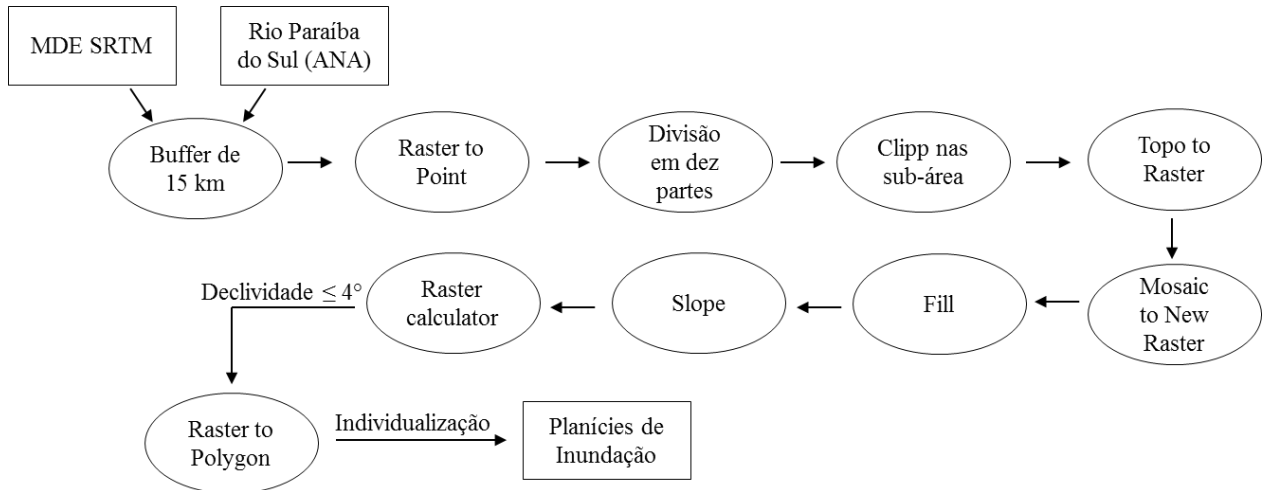 MDE SRTM
Rio Paraíba
do Sul (ANA)
Buffer de
15 km
Raster to
Point
Divisão
em dez
partes
Clipp nas
sub-área
Topo to
Raster
Mosaic
to New
Raster
Fill
Slope
Raster
calculator
Declividade ≤ 4°
Raster to
Polygon
Individualização
Planícies de
Inundação